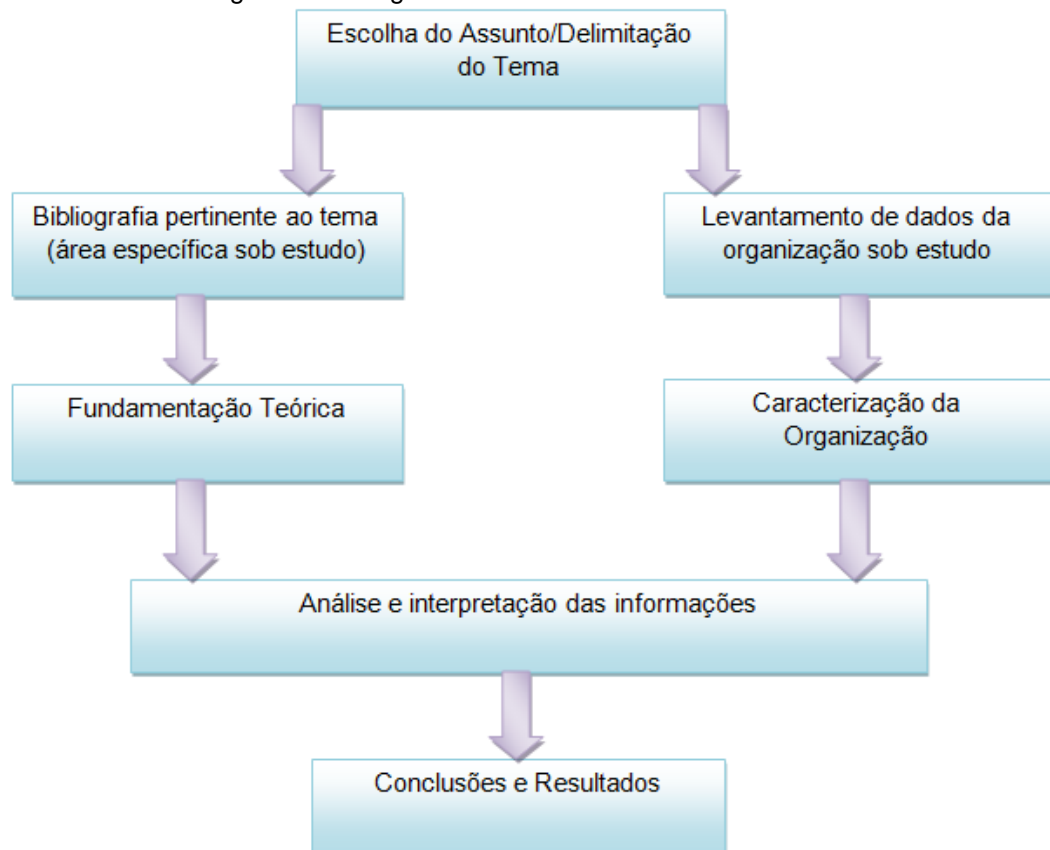 Escolha do Assunto/Delimitação
do Tema
Bibliografia pertinente ao tema
(área específica sob estudo)
Levantamento de dados da
organização sob estudo
Fundamentação Teórica
Caracterização da
Organização
Análise e interpretação das informações
Conclusões e Resultados